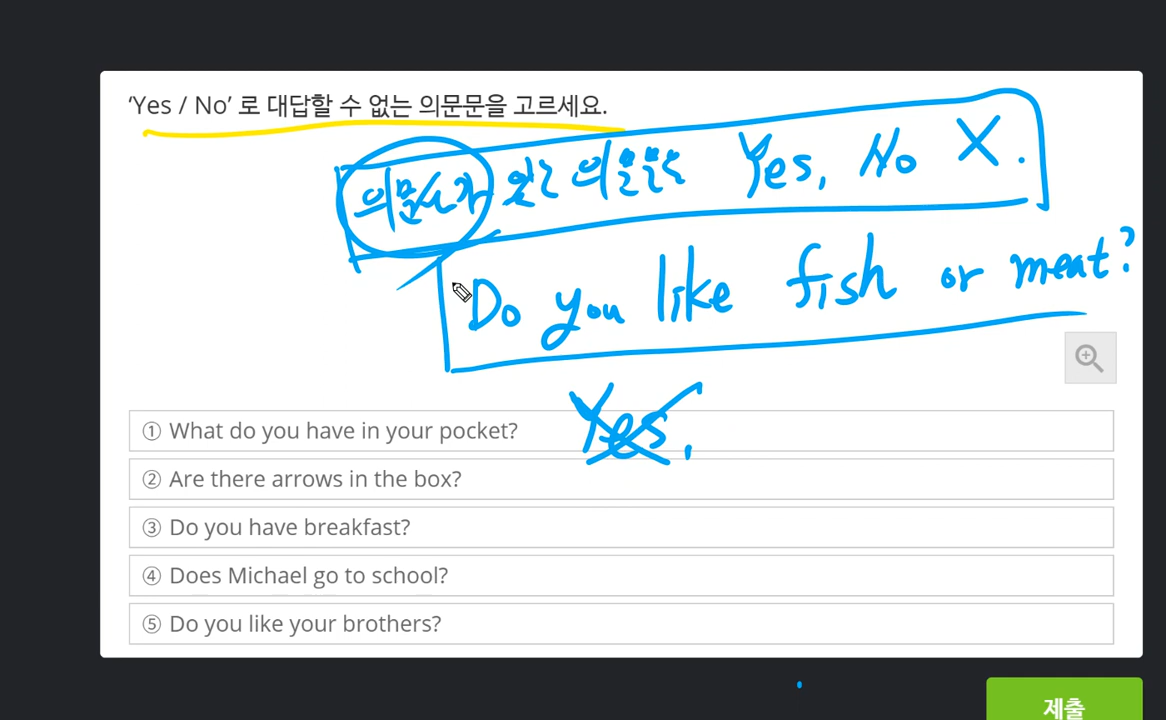 ‘Yes / No’ 로 대답할 수 없는 의문문을 고르세요.
의문사가 있는 의문문은 Yes, No X.
Do you like fish or meat?
Yes.
① What do you have in your pocket?
② Are there arrows in the box?
③ Do you have breakfast?
④ Does Michael go to school?
⑤ Do you like your brothers?
제출